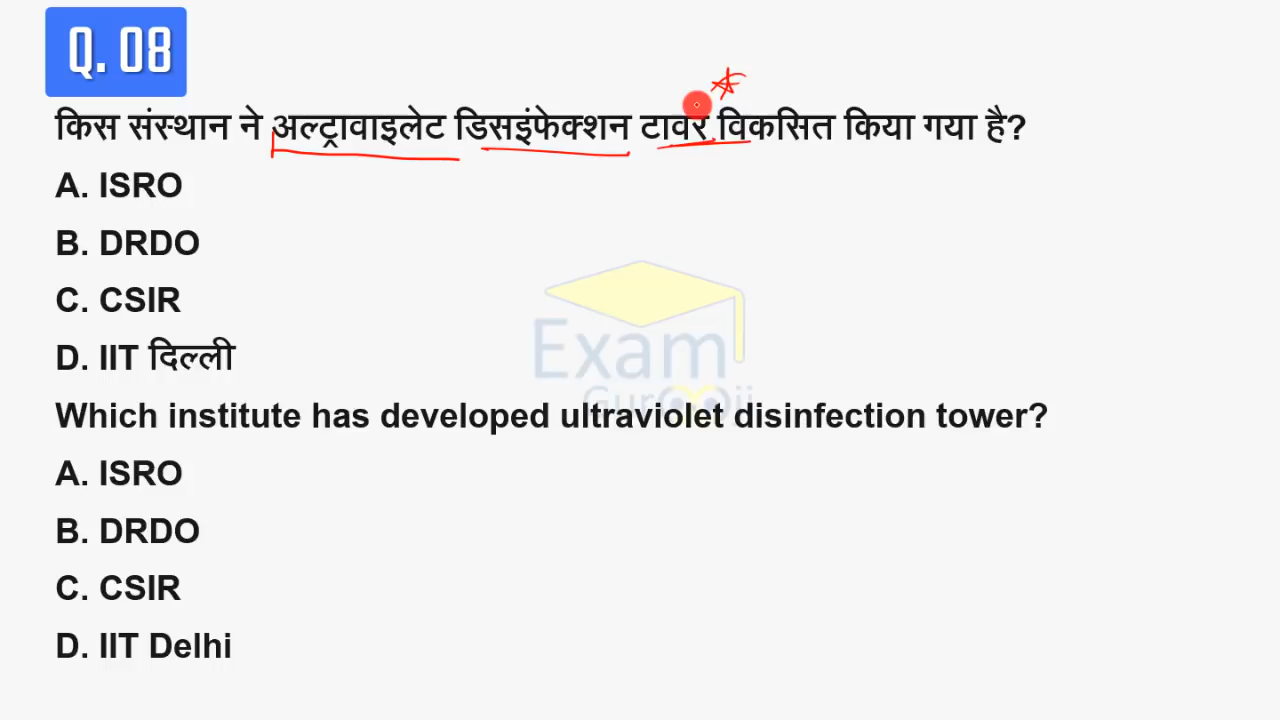 Q. 08
किस संस्थान ने अल्ट्रावाइलेट डिसइंफेक्शन टावर विकसित किया गया है?
A. ISRO
B. DRDO
C. CSIR
D. IIT दिल्ली
Exam
Gurooji
Which institute has developed ultraviolet disinfection tower?
A. ISRO
B. DRDO
C. CSIR
D. IIT Delhi